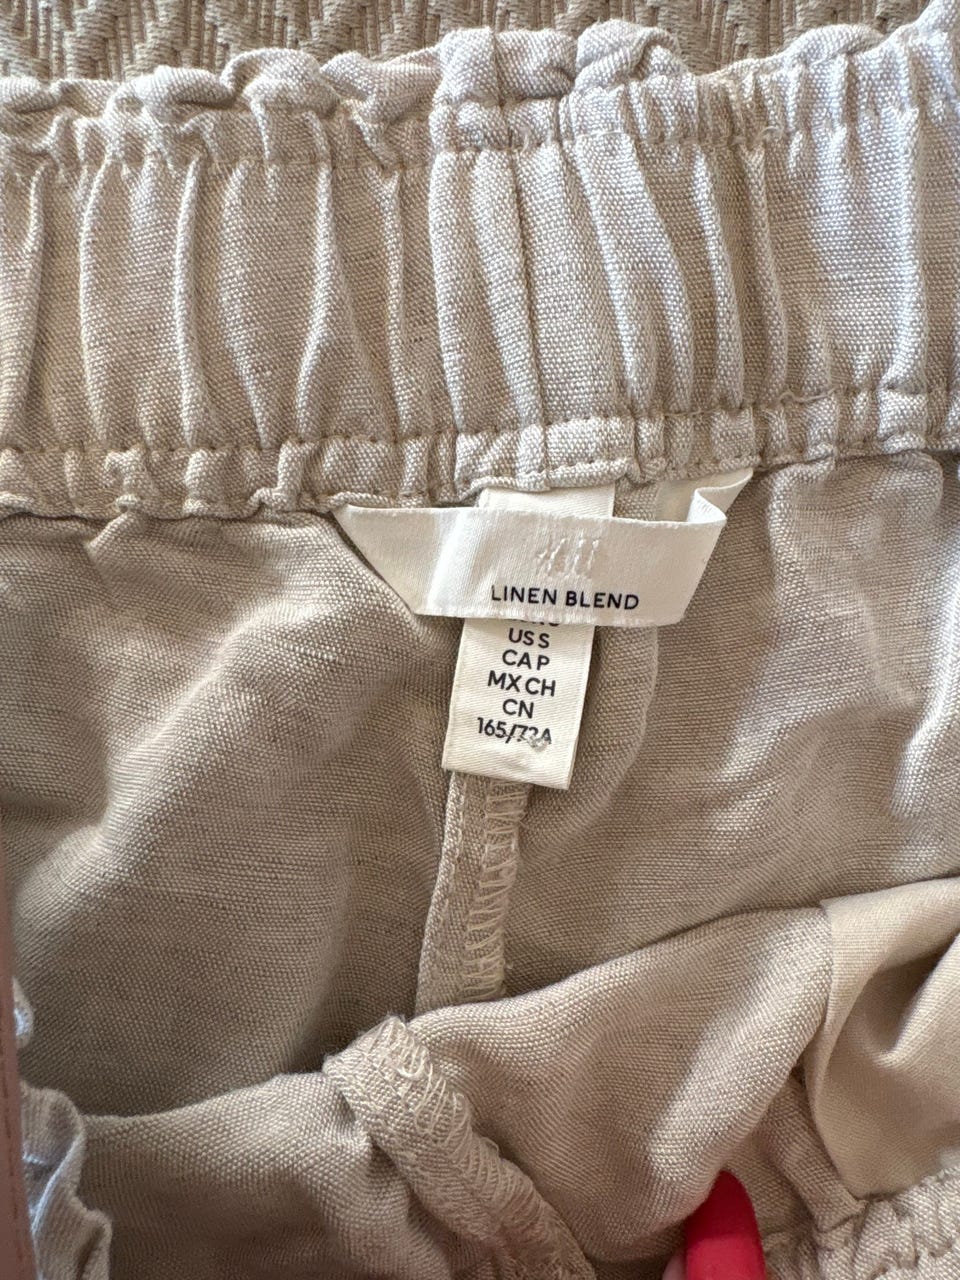 LINEN BLEND
US S
CA P
MX CH
CN
165/72A